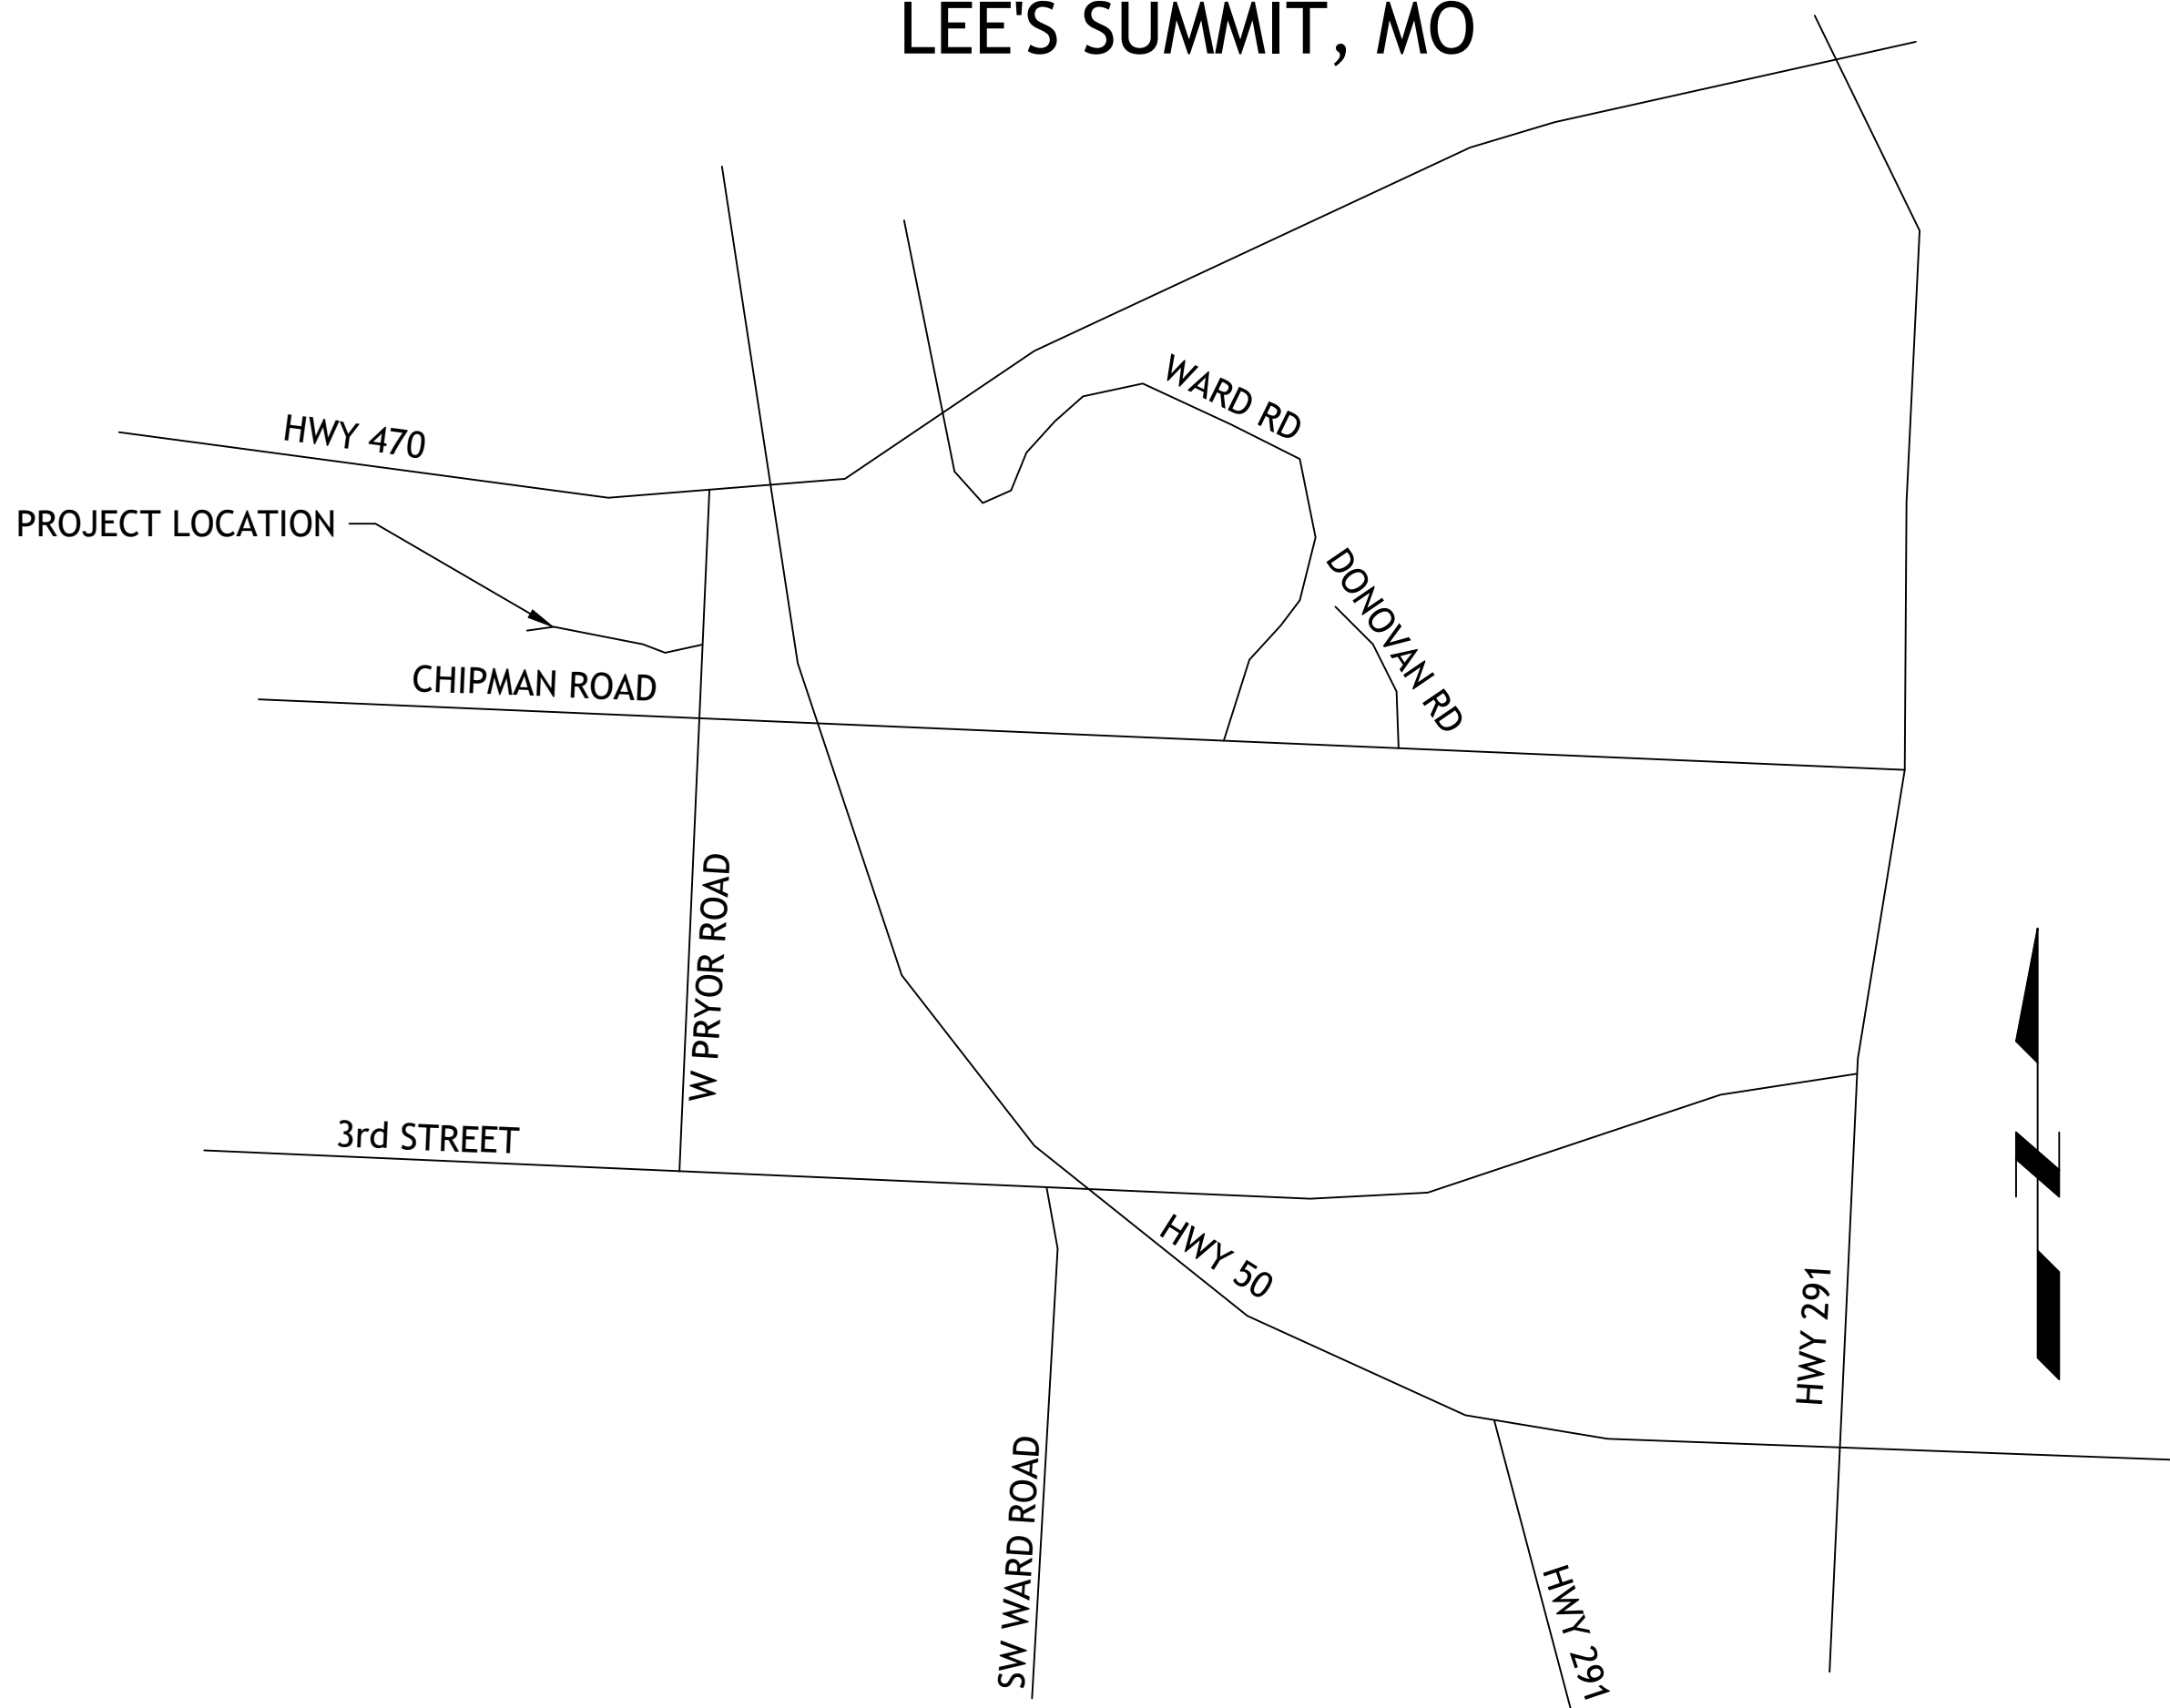 LEE'S SUMMIT, MO
WARD RD
HWY 470
PROJECT LOCATION
DONOVAN RD
CHIPMAN ROAD
W PRYOR ROAD
3rd STREET
N
HWY 50
HWY 291
SW WARD ROAD
HWY 291